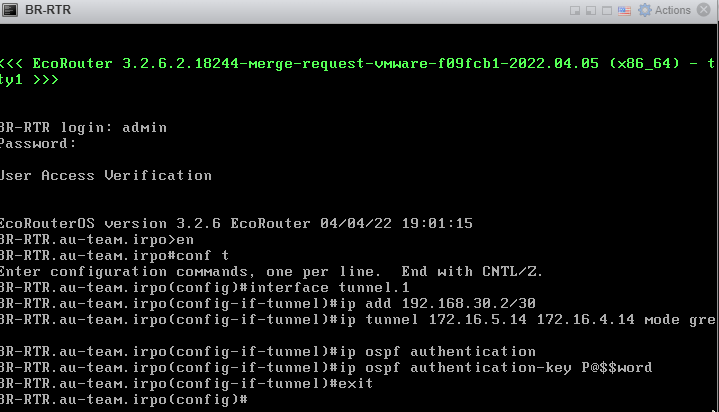 BR-RTR
Actions
<<< EcoRouter 3.2.6.2.18244-merge-request-vmware-f09fcb1-2022.04.05 (x86_64) - t
ty1 >>>
BR-RTR login: admin
Password:
User Access Verification
EcoRouterOS version 3.2.6 EcoRouter 04/04/22 19:01:15
BR-RTR.au-team.irpo>en
BR-RTR.au-team.irpo#conf t
Enter configuration commands, one per line.  End with CNTL/Z.
BR-RTR.au-team.irpo(config)#interface tunnel.1
BR-RTR.au-team.irpo(config-if-tunnel)#ip add 192.168.30.2/30
BR-RTR.au-team.irpo(config-if-tunnel)#ip tunnel 172.16.5.14 172.16.4.14 mode gre
BR-RTR.au-team.irpo(config-if-tunnel)#ip ospf authentication
BR-RTR.au-team.irpo(config-if-tunnel)#ip ospf authentication-key P@$$word
BR-RTR.au-team.irpo(config-if-tunnel)#exit
BR-RTR.au-team.irpo(config)#